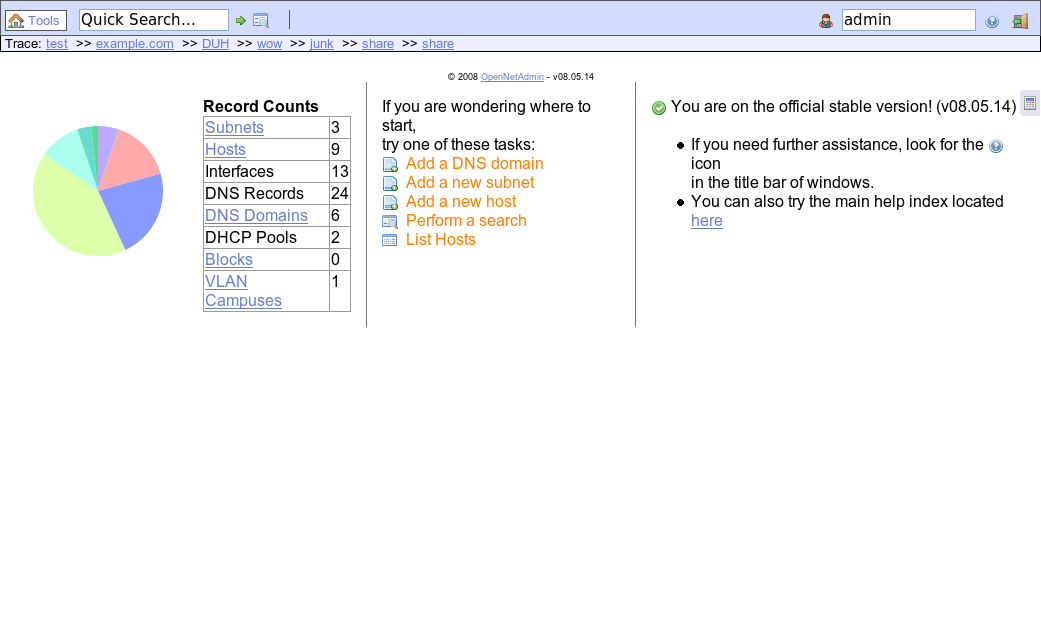 Tools Quick Search... admin
Trace: test >> example.com >> DUH >> wow >> junk >> share >> share
© 2008 OpenNetAdmin - v08.05.14
Record Counts
Subnets 3
Hosts 9
Interfaces 13
DNS Records 24
DNS Domains 6
DHCP Pools 2
Blocks 0
VLAN 1
Campuses
If you are wondering where to
start,
try one of these tasks:
Add a DNS domain
Add a new subnet
Add a new host
Perform a search
List Hosts
You are on the official stable version! (v08.05.14)
If you need further assistance, look for the
icon
in the title bar of windows.
You can also try the main help index located
here